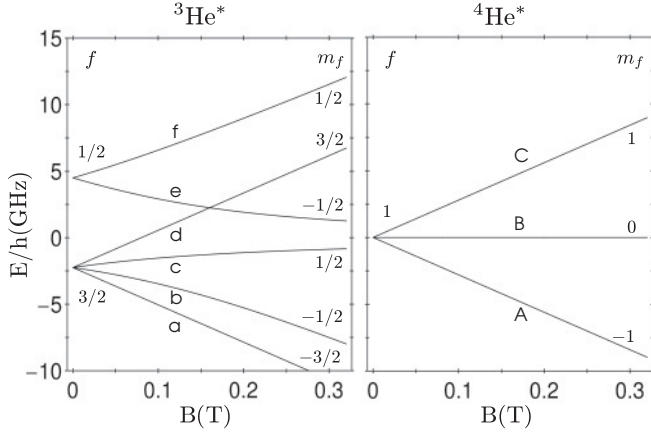 ³He* ⁴He*
15
f m_f f m_f
1/2
10 f
3/2 1
1/2 C
5 e
−1/2 1 B 0
0
d
E/h(GHz)
c 1/2
3/2 b A
−5 −1/2
a −1
−3/2
−10
0 0.1 0.2 0.3 0 0.1 0.2 0.3
B(T) B(T)